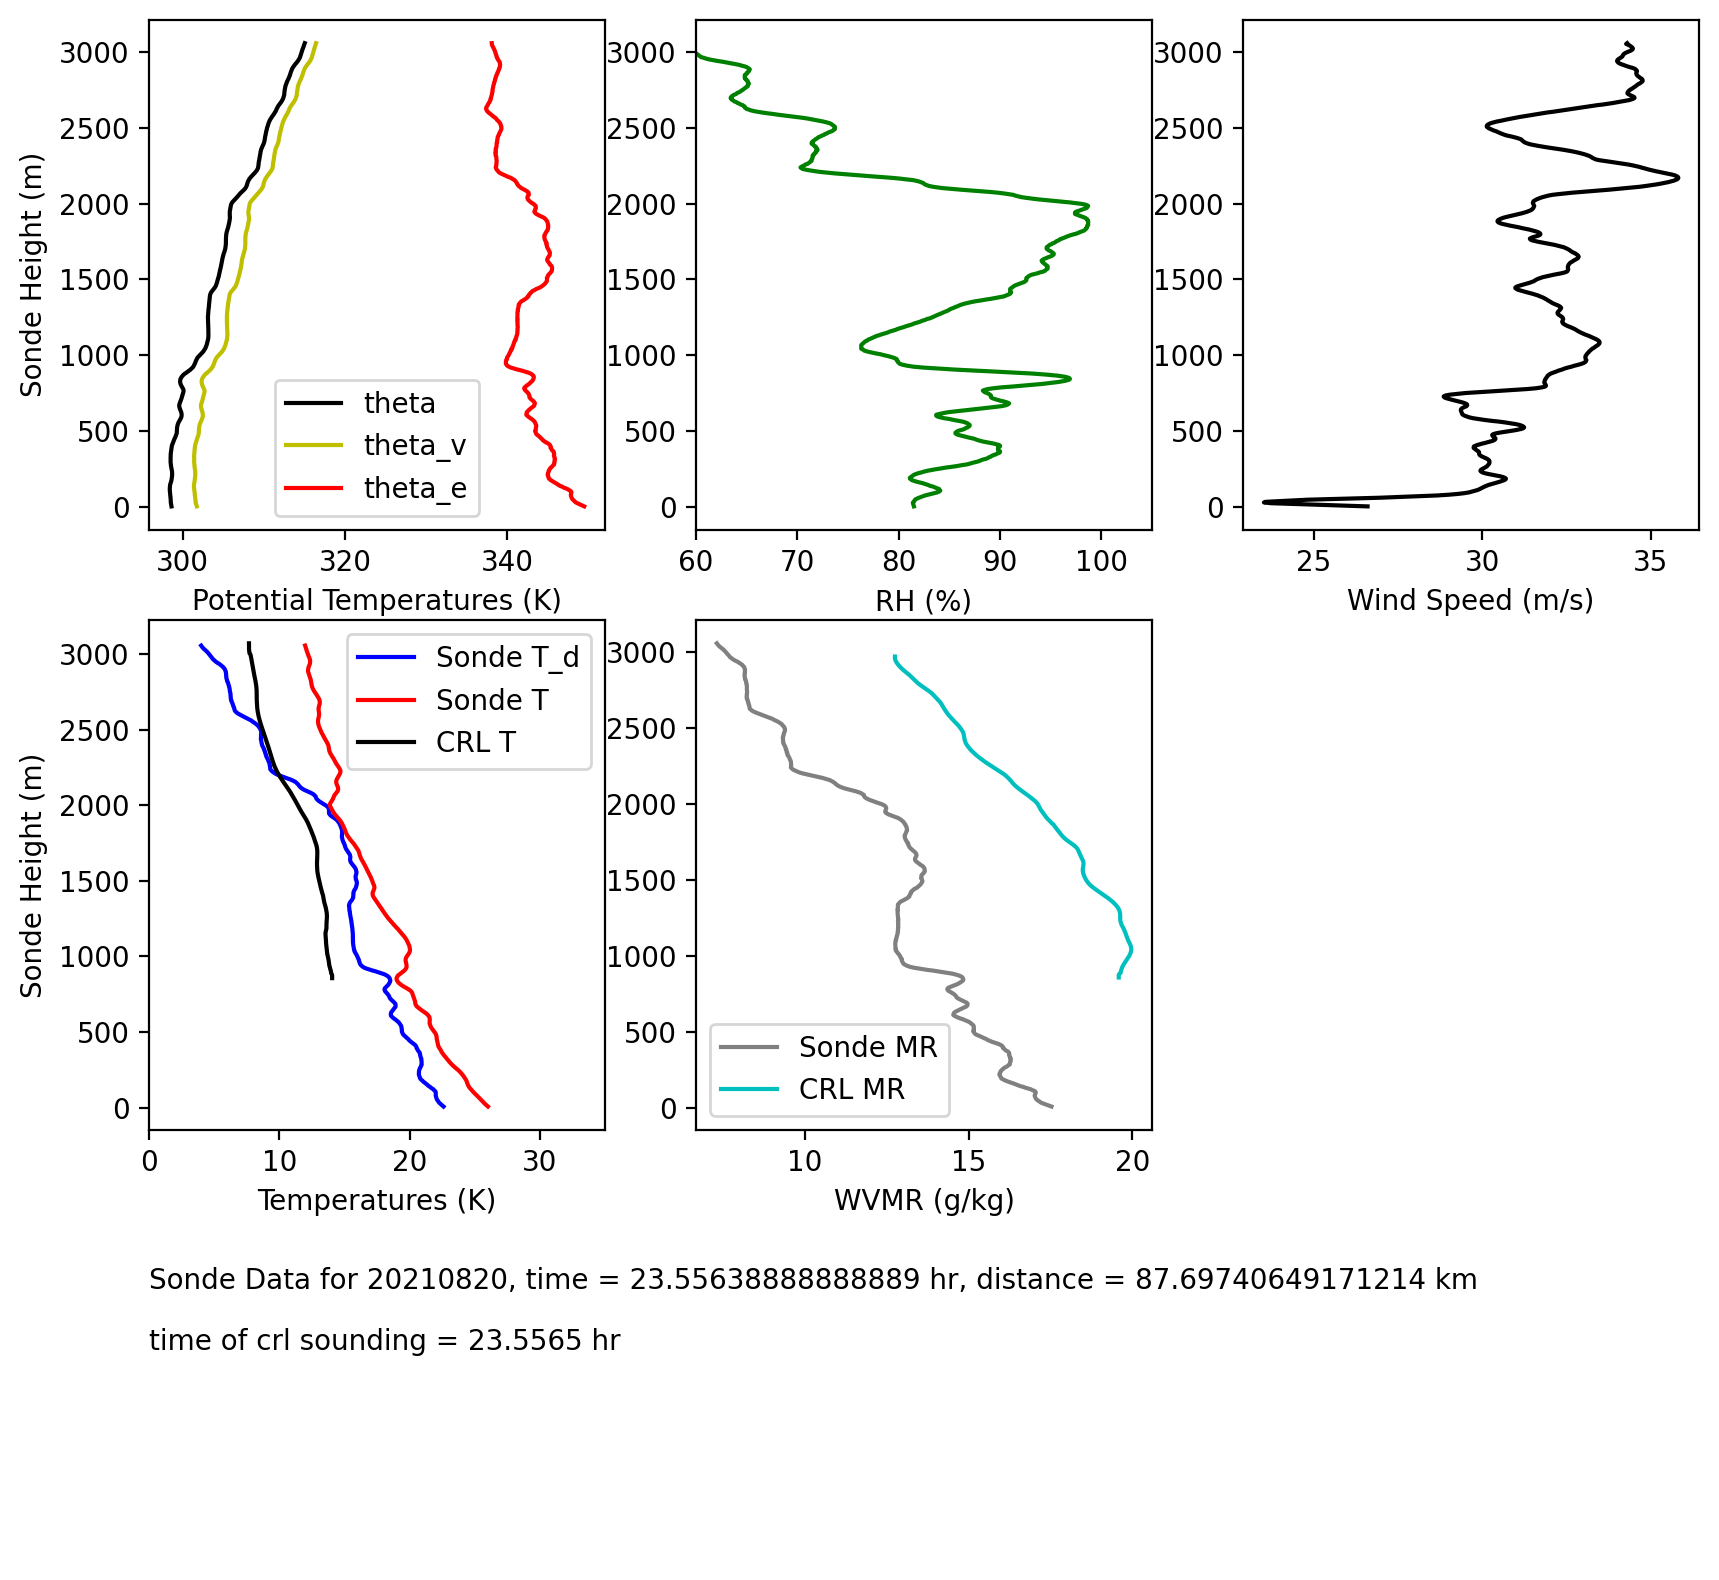 Sonde Height (m)
3000
2500
2000
1500
1000
500
0
300 320 340
Potential Temperatures (K)
theta
theta_v
theta_e
3000
2500
2000
1500
1000
500
0
60 70 80 90 100
RH (%)
3000
2500
2000
1500
1000
500
0
25 30 35
Wind Speed (m/s)
Sonde Height (m)
3000
2500
2000
1500
1000
500
0
0 10 20 30
Temperatures (K)
Sonde T_d
Sonde T
CRL T
3000
2500
2000
1500
1000
500
0
10 15 20
WVMR (g/kg)
Sonde MR
CRL MR
Sonde Data for 20210820, time = 23.55638888888889 hr, distance = 87.69740649171214 km
time of crl sounding = 23.5565 hr